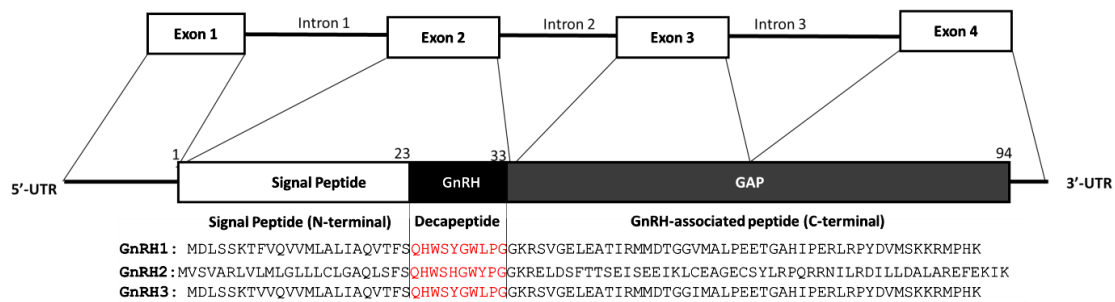 Exon 1 Intron 1 Exon 2 Intron 2 Exon 3 Intron 3 Exon 4
1 23 33 94
5′-UTR Signal Peptide GnRH GAP 3′-UTR
Signal Peptide (N-terminal) Decapeptide GnRH-associated peptide (C-terminal)
GnRH1: MDLSSKTFVQVVMLALIAQVTFSQHWSYGWLPGGKRSVGELEATIRMMDTGGVMALPEETGAHIPERLRPYDVMSKKRMPHK
GnRH2: MVSVARLVLMLGLLLCLGAQLSFSQHWSHGWYPGGKRELDSFTTSEISEEIKLCEAGECSYLRPQRRNILRDILLDALAREFEKIK
GnRH3: MDLSSKTVVQVVMLALIAQVTFSQHWSYGWLPGGKRSVGELEATIRMMDTGGVMALPEETGAHIPERLRPYDVMSKKRMPHK